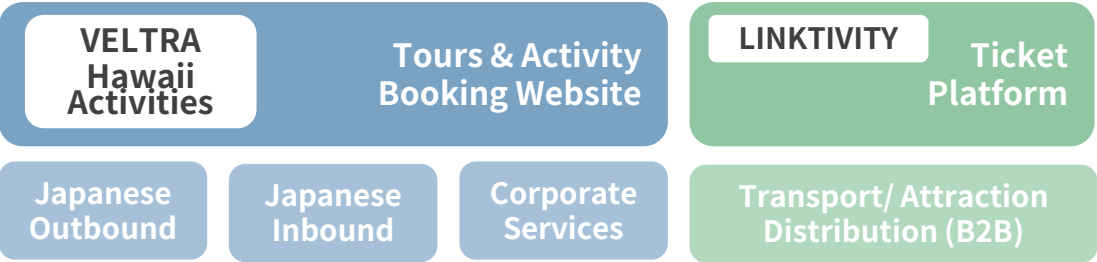 VELTRA
Hawaii
Activities
Tours & Activity
Booking Website
LINKTIVITY
Ticket
Platform
Japanese
Outbound
Japanese
Inbound
Corporate
Services
Transport/ Attraction
Distribution (B2B)